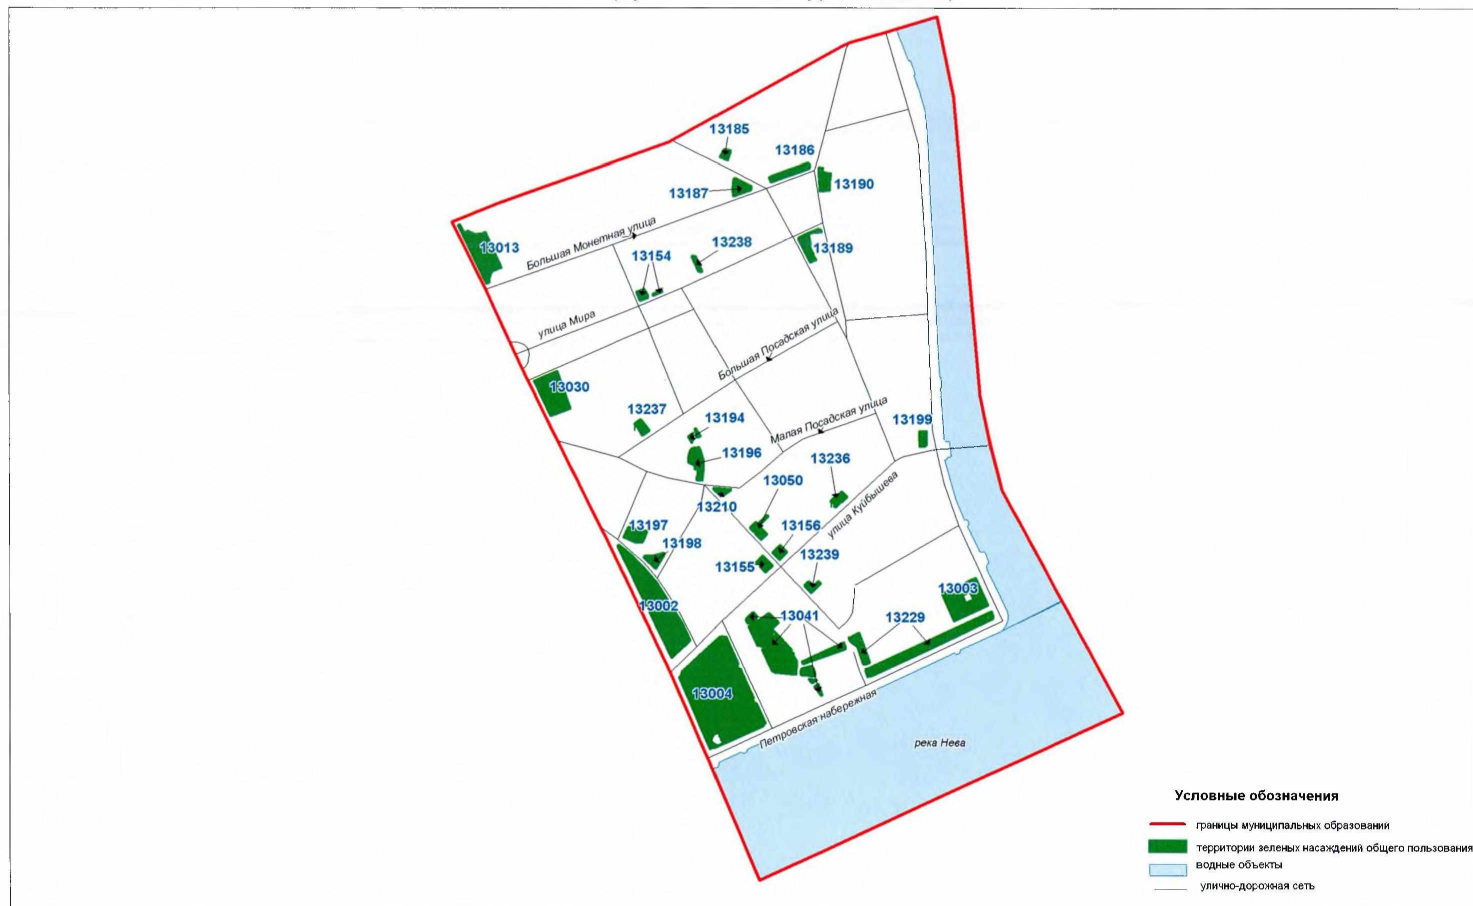 13185
13186
13190
13187
Большая Монетная улица
13013
13238
13189
13154
улица Мира
Большая Посадская улица
13030
13237
13194
Малая Посадская улица
13199
13196
13236
13050
13210
улица Куйбышева
13197
13156
13198
13239
13155
13003
13002
13041
13229
13004
Петровская набережная
река Нева
Условные обозначения
границы муниципальных образований
территории зеленых насаждений общего пользования
водные объекты
улично-дорожная сеть